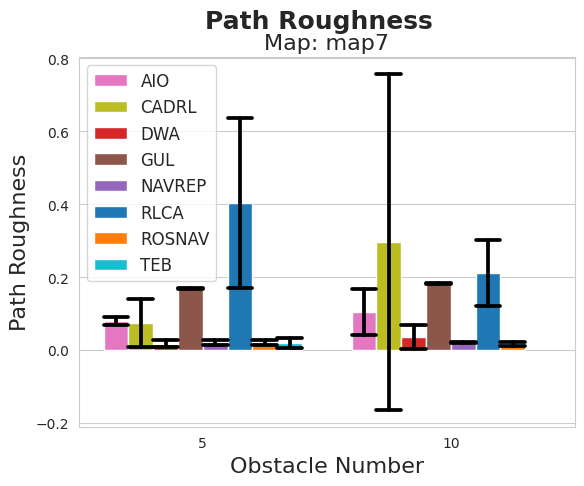 Path Roughness
Map: map7
Path Roughness
0.8
0.6
0.4
0.2
0.0
−0.2
AIO
CADRL
DWA
GUL
NAVREP
RLCA
ROSNAV
TEB
5
10
Obstacle Number